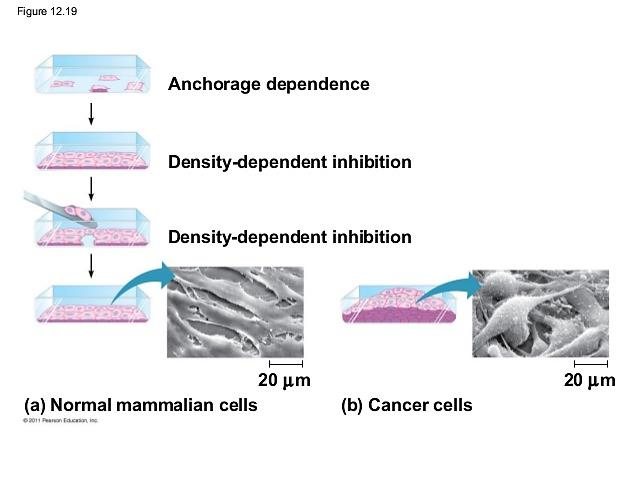 Figure 12.19
Anchorage dependence
Density-dependent inhibition
Density-dependent inhibition
20 μm
20 μm
(a) Normal mammalian cells
(b) Cancer cells
© 2011 Pearson Education, Inc.